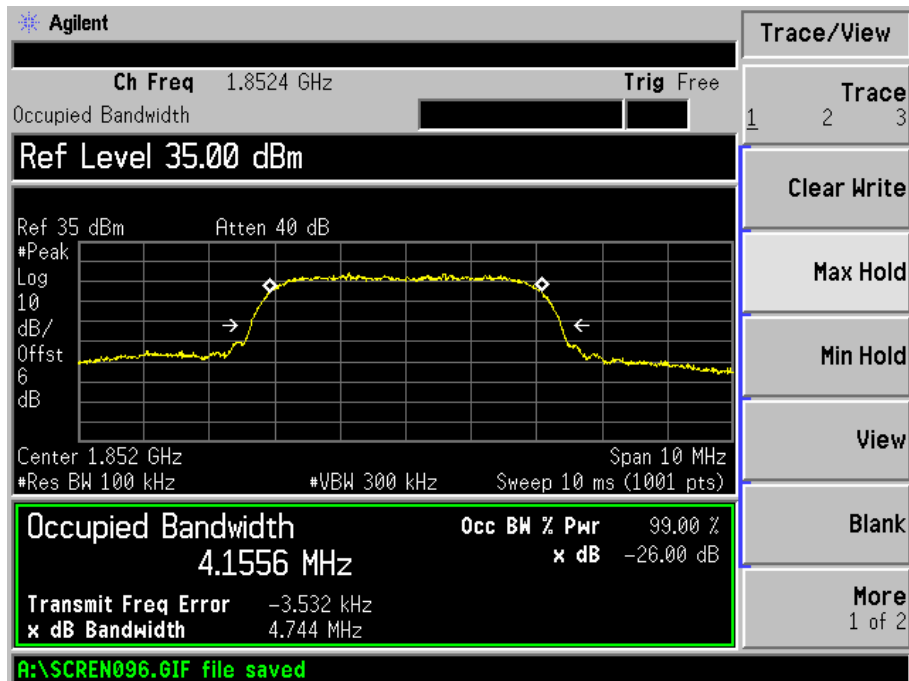 Agilent
Trace/View
Ch Freq 1.8524 GHz Trig Free
Occupied Bandwidth
Ref Level 35.00 dBm
Ref 35 dBm Atten 40 dB
#Peak
Log
10
dB/
Offst
6
dB
Center 1.852 GHz Span 10 MHz
#Res BW 100 kHz #VBW 300 kHz Sweep 10 ms (1001 pts)
Occupied Bandwidth Occ BW % Pwr 99.00 %
4.1556 MHz x dB -26.00 dB
Transmit Freq Error -3.532 kHz
x dB Bandwidth 4.744 MHz
A:\SCREN096.GIF file saved
Trace
1 2 3
Clear Write
Max Hold
Min Hold
View
Blank
More
1 of 2